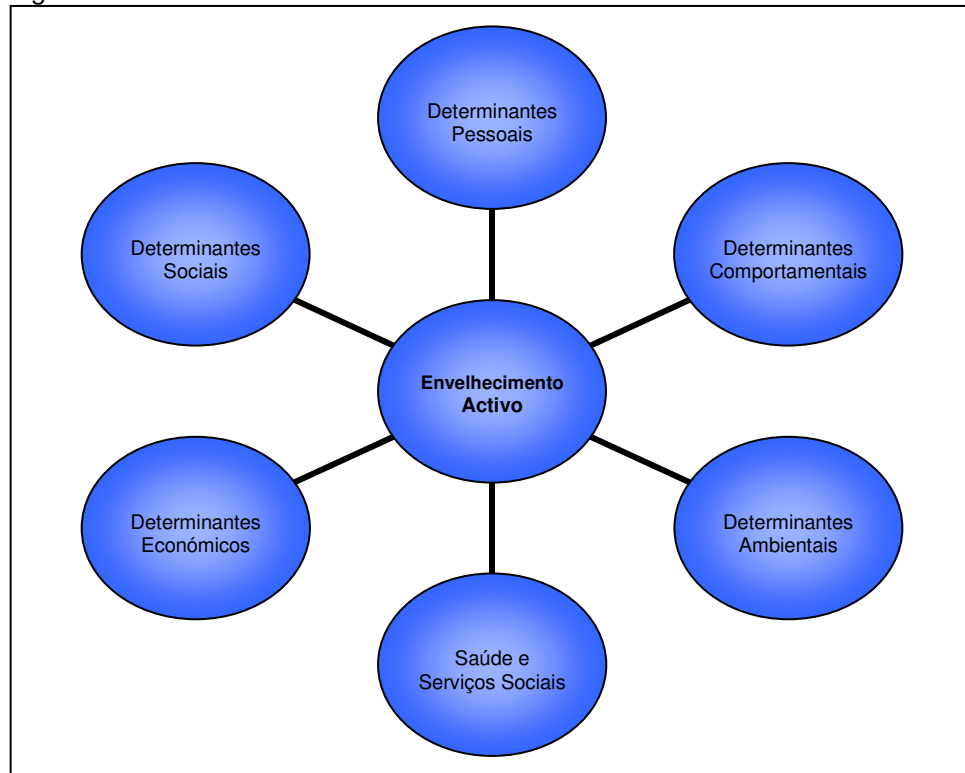 Determinantes
Pessoais
Determinantes
Sociais
Determinantes
Comportamentais
Envelhecimento
Activo
Determinantes
Económicos
Determinantes
Ambientais
Saúde e
Serviços Sociais